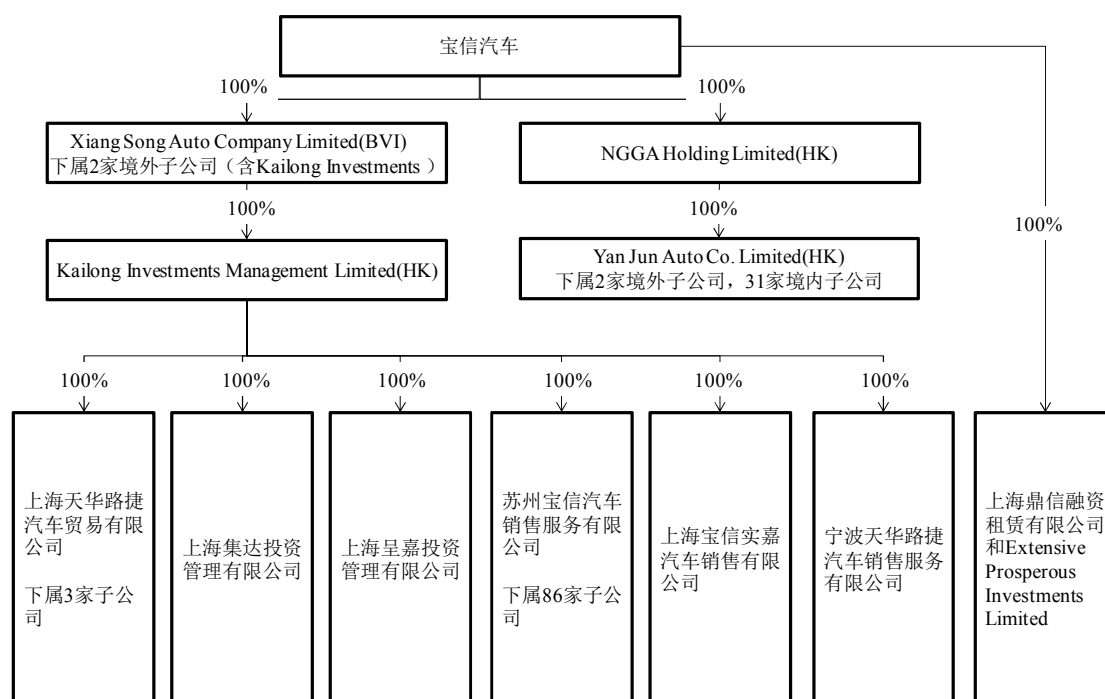 宝信汽车
100%
100%
Xiang Song Auto Company Limited(BVI)
下属2家境外子公司（含Kailong Investments）
NGGA Holding Limited(HK)
100%
100%
100%
Kailong Investments Management Limited(HK)
Yan Jun Auto Co. Limited(HK)
下属2家境外子公司，31家境内子公司
100%
100%
100%
100%
100%
100%
上海天华路捷
汽车贸易有限
公司
下属3家子公
司
上海集达投资
管理有限公司
上海呈嘉投资
管理有限公司
苏州宝信汽车
销售服务有限
公司
下属86家子公
司
上海宝信实嘉
汽车销售有限
公司
宁波天华路捷
汽车销售服务
有限公司
上海鼎信融资
租赁有限公司
和Extensive
Prosperous
Investments
Limited